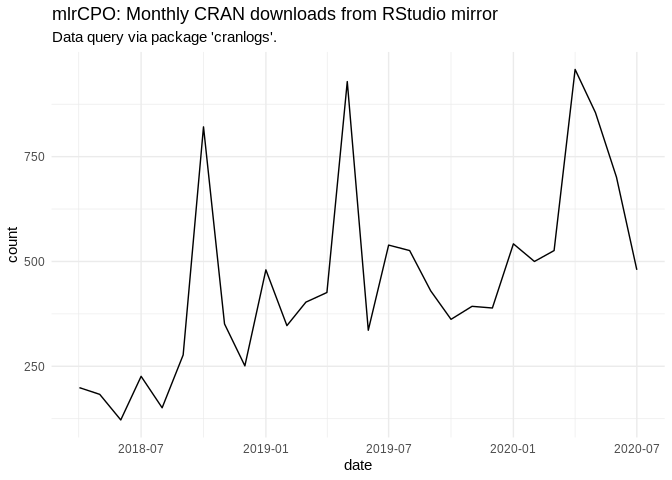 mlrCPO: Monthly CRAN downloads from RStudio mirror
Data query via package 'cranlogs'.
count
750
500
250
2018-07 2019-01 2019-07 2020-01 2020-07
date